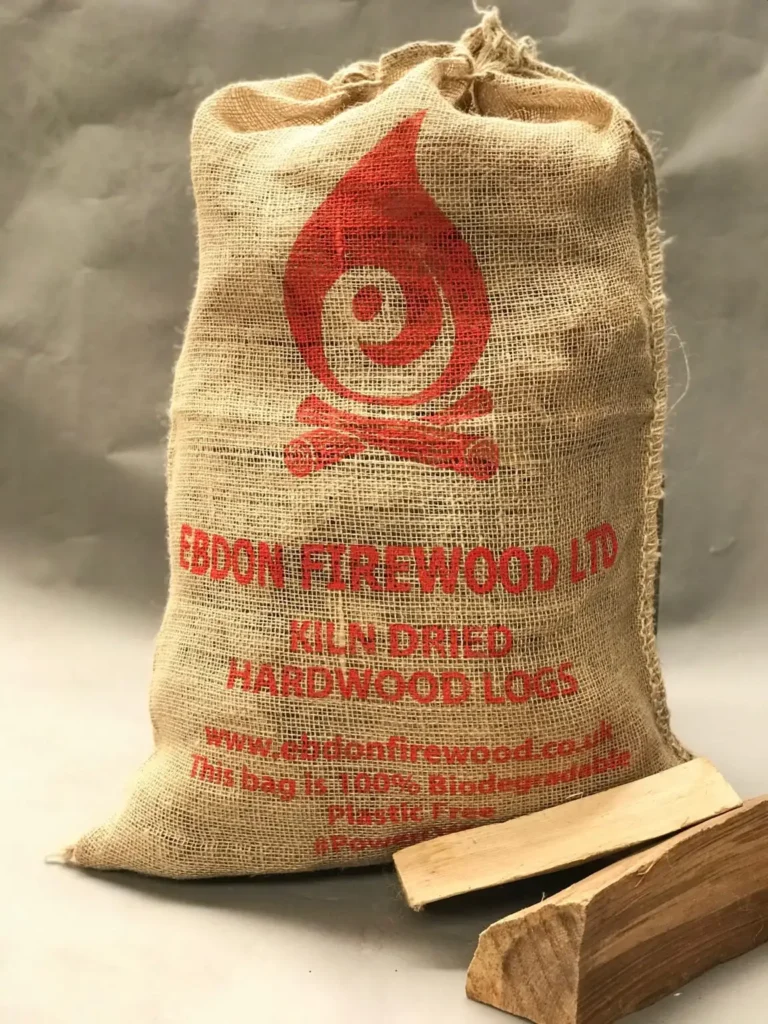 EBDON FIREWOOD LTD
KILN DRIED
HARDWOOD LOGS
www.ebdonfirewood.co.uk
This bag is 100% Biodegradable
Plastic Free